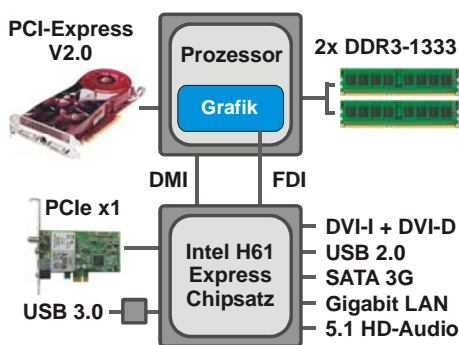 PCI-Express
V2.0
Prozessor
Grafik
2x DDR3-1333
DMI
FDI
PCIe x1
USB 3.0
Intel H61
Express
Chipsatz
DVI-I + DVI-D
USB 2.0
SATA 3G
Gigabit LAN
5.1 HD-Audio